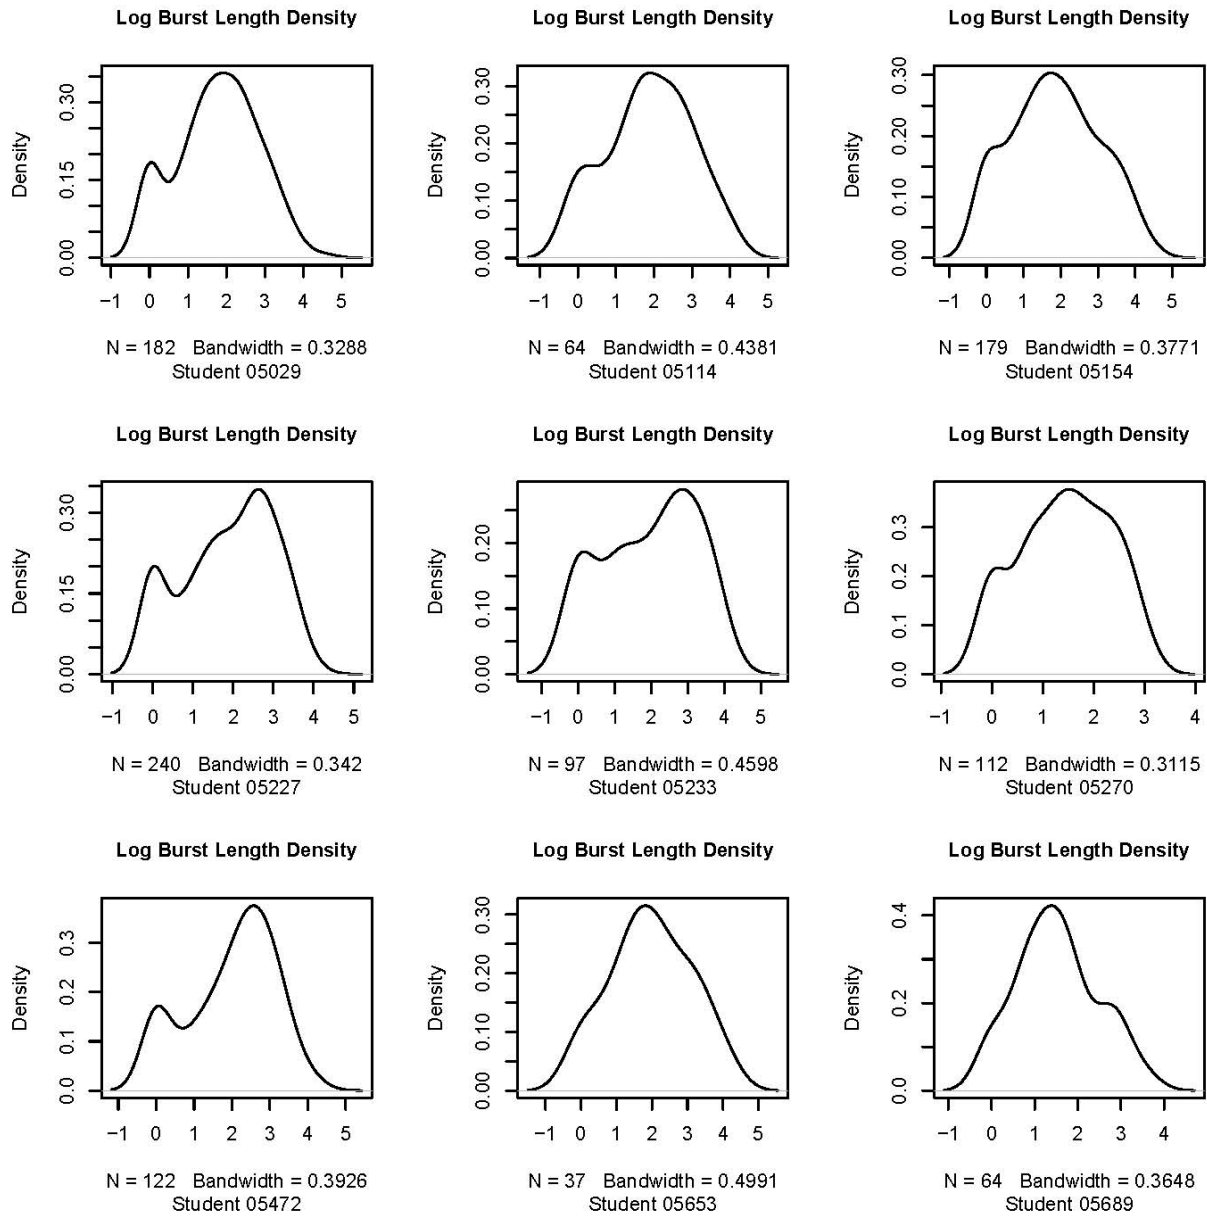 Log Burst Length Density
Density
0.00 0.15 0.30
−1 0 1 2 3 4 5
N = 182 Bandwidth = 0.3288
Student 05029
Log Burst Length Density
Density
0.00 0.10 0.20 0.30
−1 0 1 2 3 4 5
N = 64 Bandwidth = 0.4381
Student 05114
Log Burst Length Density
Density
0.00 0.10 0.20 0.30
−1 0 1 2 3 4 5
N = 179 Bandwidth = 0.3771
Student 05154
Log Burst Length Density
Density
0.00 0.15 0.30
−1 0 1 2 3 4 5
N = 240 Bandwidth = 0.342
Student 05227
Log Burst Length Density
Density
0.00 0.10 0.20
−1 0 1 2 3 4 5
N = 97 Bandwidth = 0.4598
Student 05233
Log Burst Length Density
Density
0.0 0.1 0.2 0.3
−1 0 1 2 3 4
N = 112 Bandwidth = 0.3115
Student 05270
Log Burst Length Density
Density
0.0 0.1 0.2 0.3
−1 0 1 2 3 4 5
N = 122 Bandwidth = 0.3926
Student 05472
Log Burst Length Density
Density
0.00 0.10 0.20 0.30
−1 0 1 2 3 4 5
N = 37 Bandwidth = 0.4991
Student 05653
Log Burst Length Density
Density
0.0 0.2 0.4
−1 0 1 2 3 4
N = 64 Bandwidth = 0.3648
Student 05689